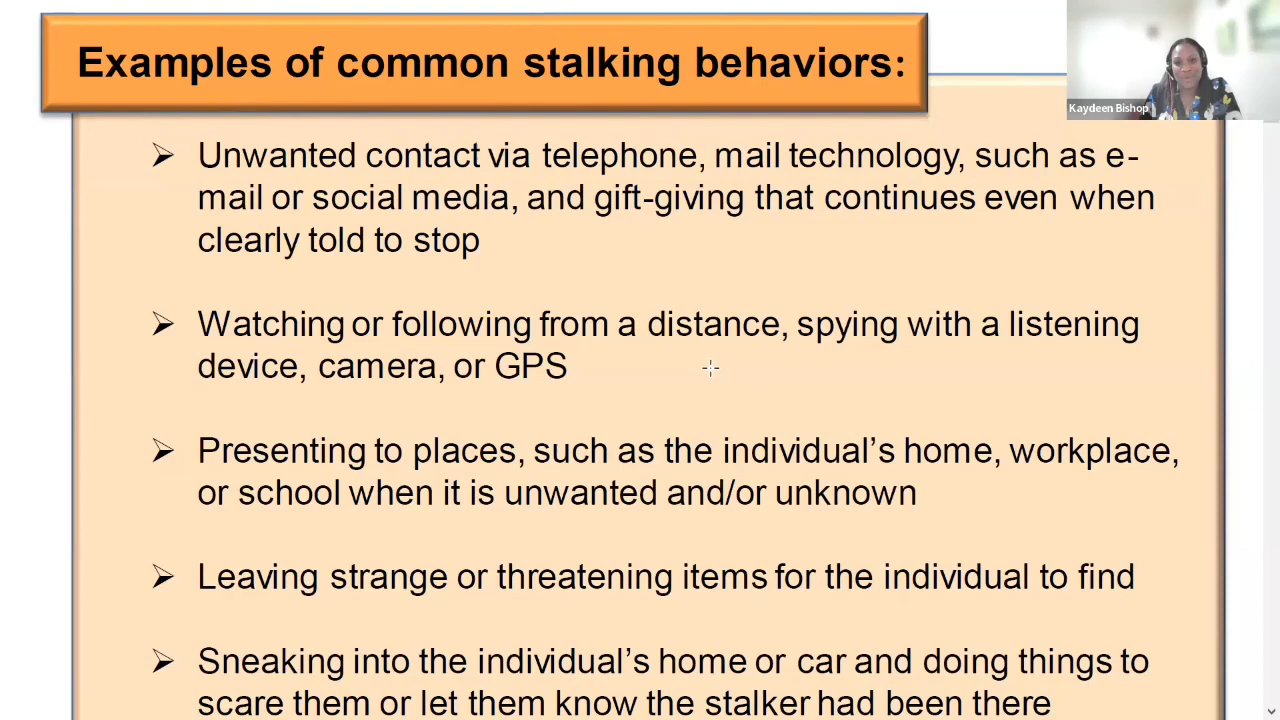 Examples of common stalking behaviors:
Kaydeen Bishop
➢ Unwanted contact via telephone, mail technology, such as e-
mail or social media, and gift-giving that continues even when
clearly told to stop
➢ Watching or following from a distance, spying with a listening
device, camera, or GPS
➢ Presenting to places, such as the individual’s home, workplace,
or school when it is unwanted and/or unknown
➢ Leaving strange or threatening items for the individual to find
➢ Sneaking into the individual’s home or car and doing things to
scare them or let them know the stalker had been there